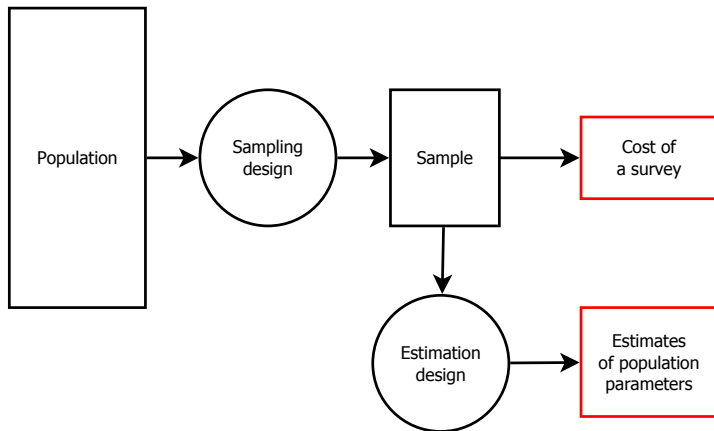 Population
Sampling
design
Sample
Cost of
a survey
Estimation
design
Estimates
of population
parameters